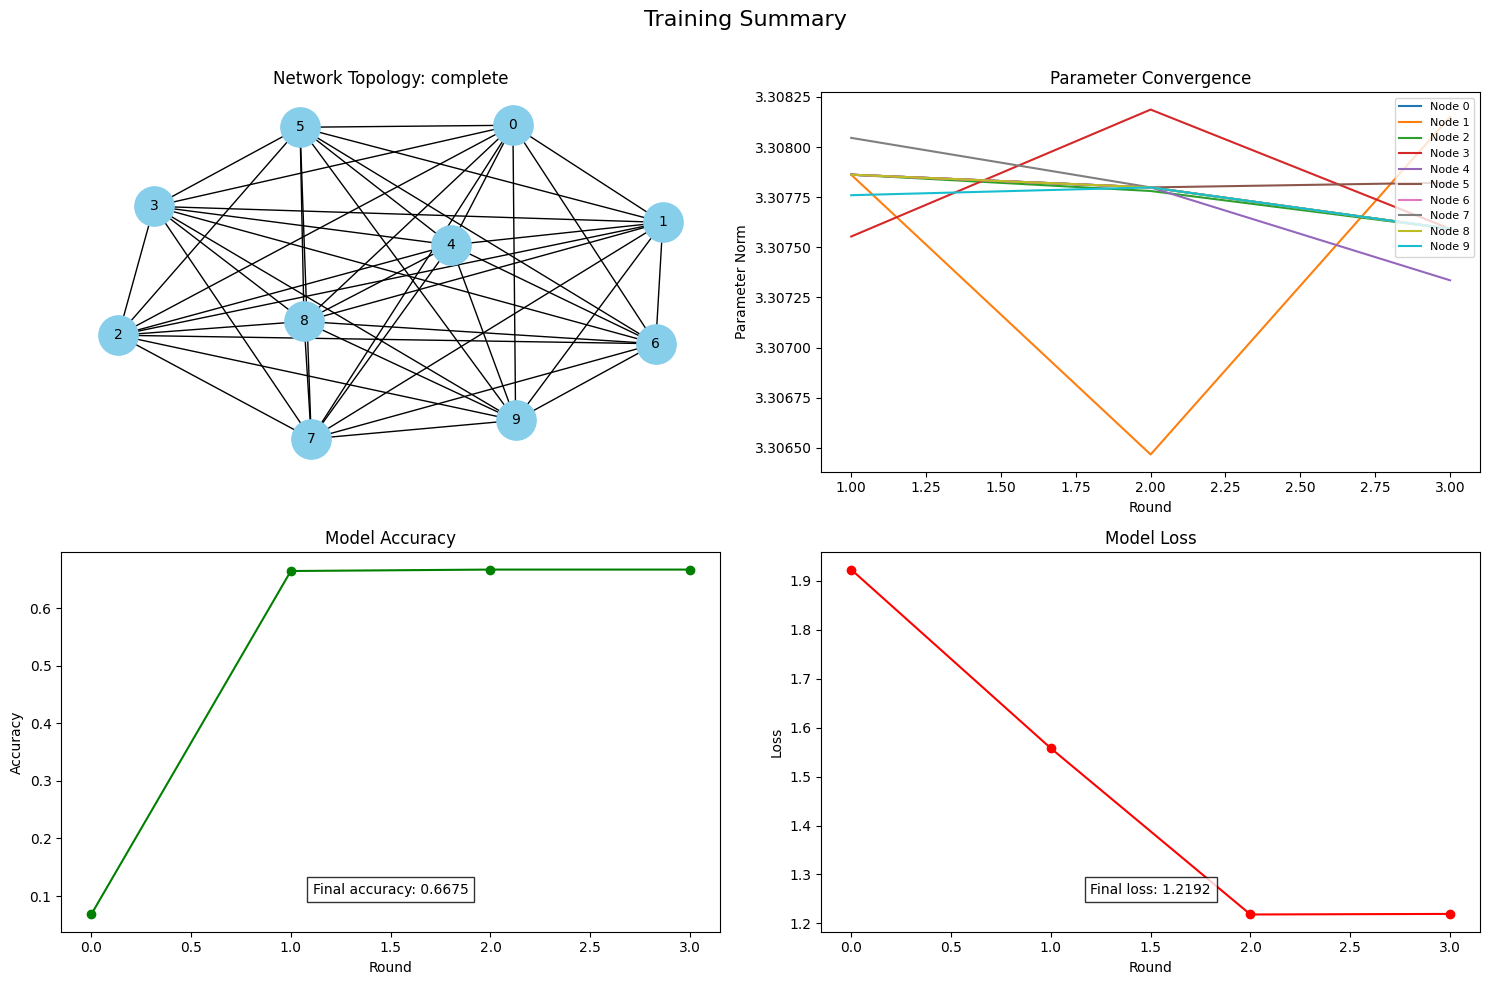 Training Summary
Network Topology: complete
5
0
3
1
4
8
2
6
9
7
Parameter Convergence
3.30825
3.30800
3.30775
3.30750
3.30725
3.30700
3.30675
3.30650
Parameter Norm
1.00 1.25 1.50 1.75 2.00 2.25 2.50 2.75 3.00
Round
Node 0
Node 1
Node 2
Node 3
Node 4
Node 5
Node 6
Node 7
Node 8
Node 9
Model Accuracy
0.6
0.5
0.4
0.3
0.2
0.1
Accuracy
Final accuracy: 0.6675
0.0 0.5 1.0 1.5 2.0 2.5 3.0
Round
Model Loss
1.9
1.8
1.7
1.6
1.5
1.4
1.3
1.2
Loss
Final loss: 1.2192
0.0 0.5 1.0 1.5 2.0 2.5 3.0
Round